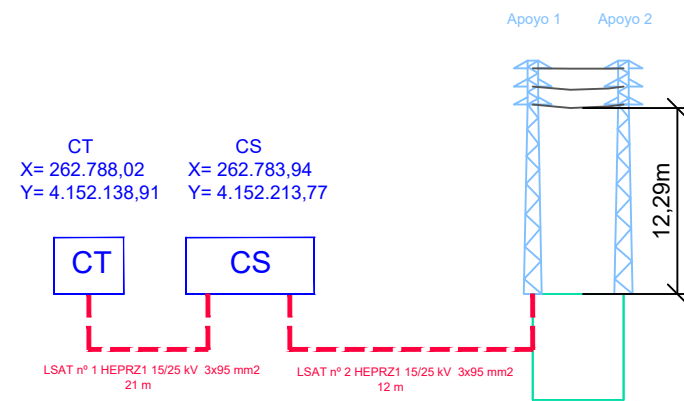 Apoyo 1
Apoyo 2
CT
X= 262.788,02
Y= 4.152.138,91
CS
X= 262.783,94
Y= 4.152.213,77
12,29m
CT
CS
LSAT nº 1 HEPRZ1 15/25 kV 3x95 mm2
21 m
LSAT nº 2 HEPRZ1 15/25 kV 3x95 mm2
12 m